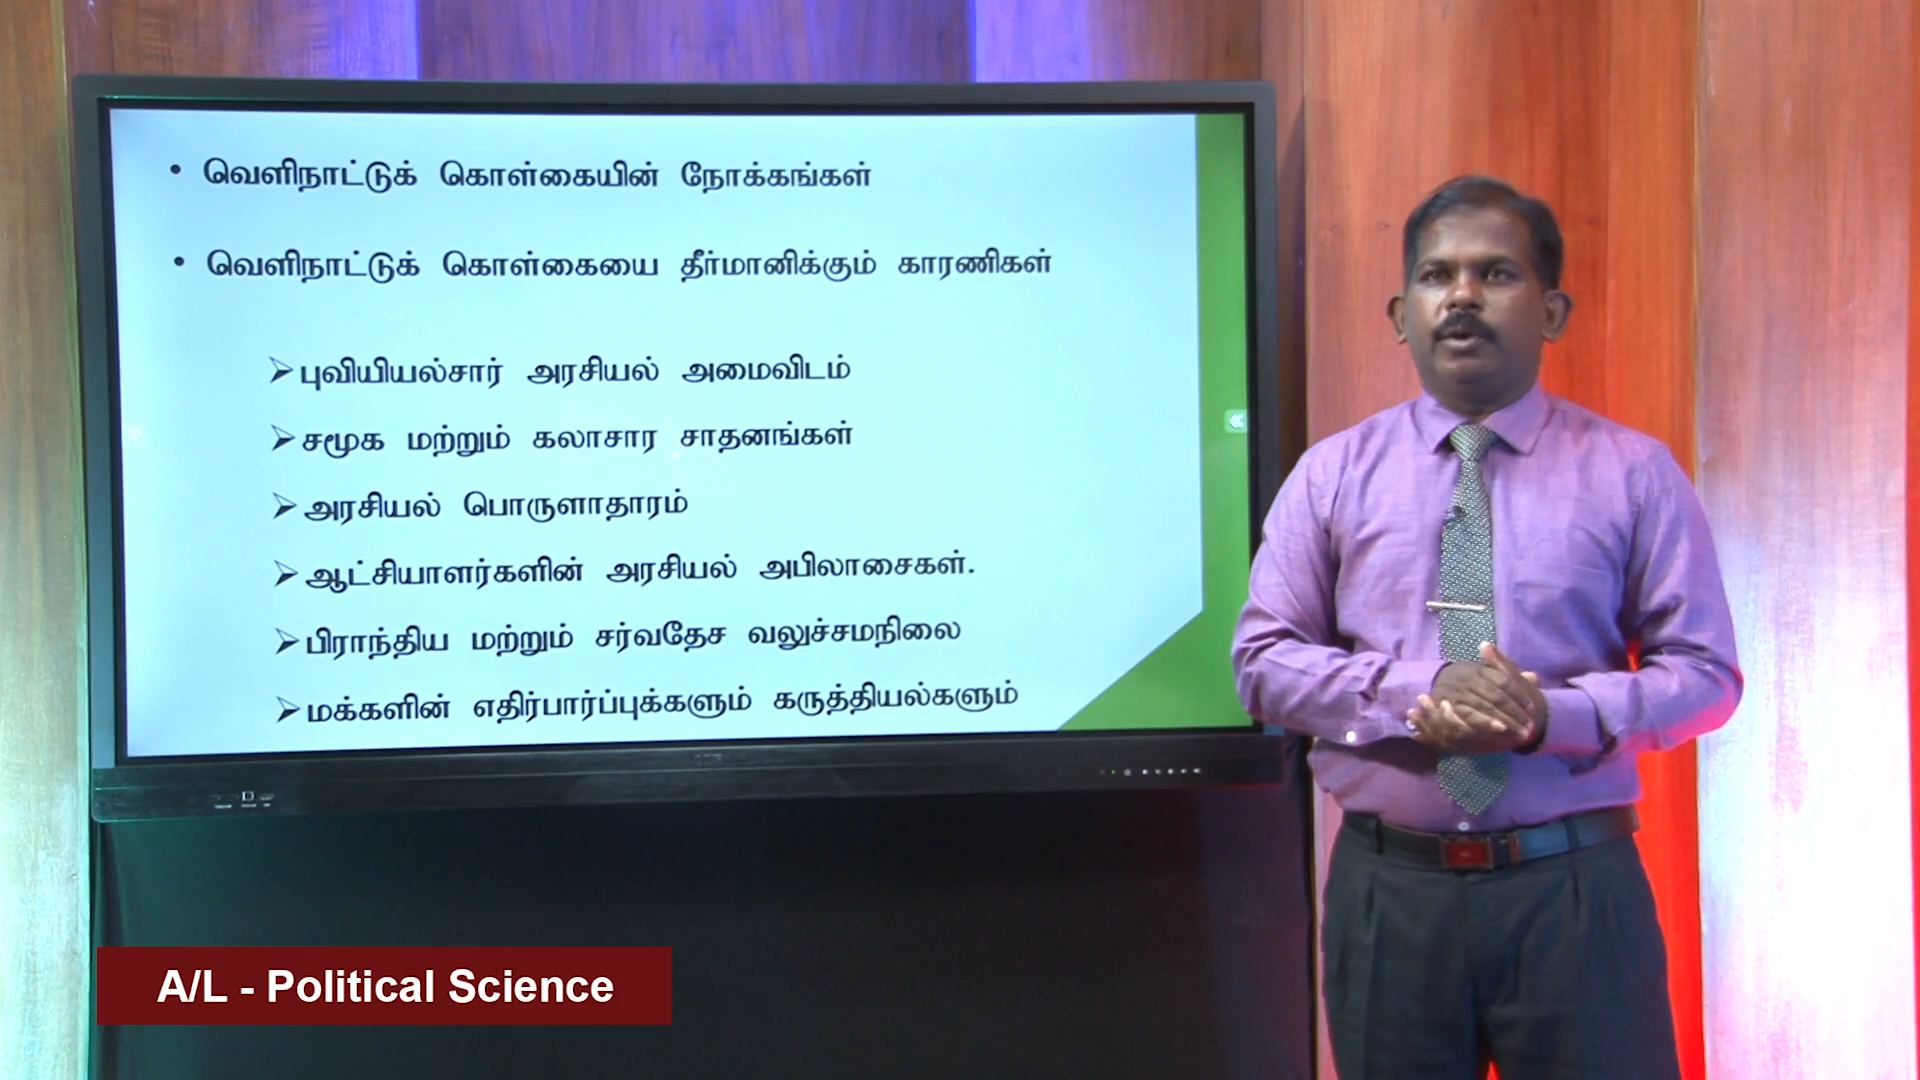 • வெளிநாட்டுக் கொள்கையின் நோக்கங்கள்
• வெளிநாட்டுக் கொள்கையை தீர்மானிக்கும் காரணிகள்
➢ புவியியல்சார் அரசியல் அமைவிடம்
➢ சமூக மற்றும் கலாசார சாதனங்கள்
➢ அரசியல் பொருளாதாரம்
➢ ஆட்சியாளர்களின் அரசியல் அபிலாசைகள்.
➢ பிராந்திய மற்றும் சர்வதேச வலுச்சமநிலை
➢ மக்களின் எதிர்பார்ப்புக்களும் கருத்தியல்களும்
A/L - Political Science